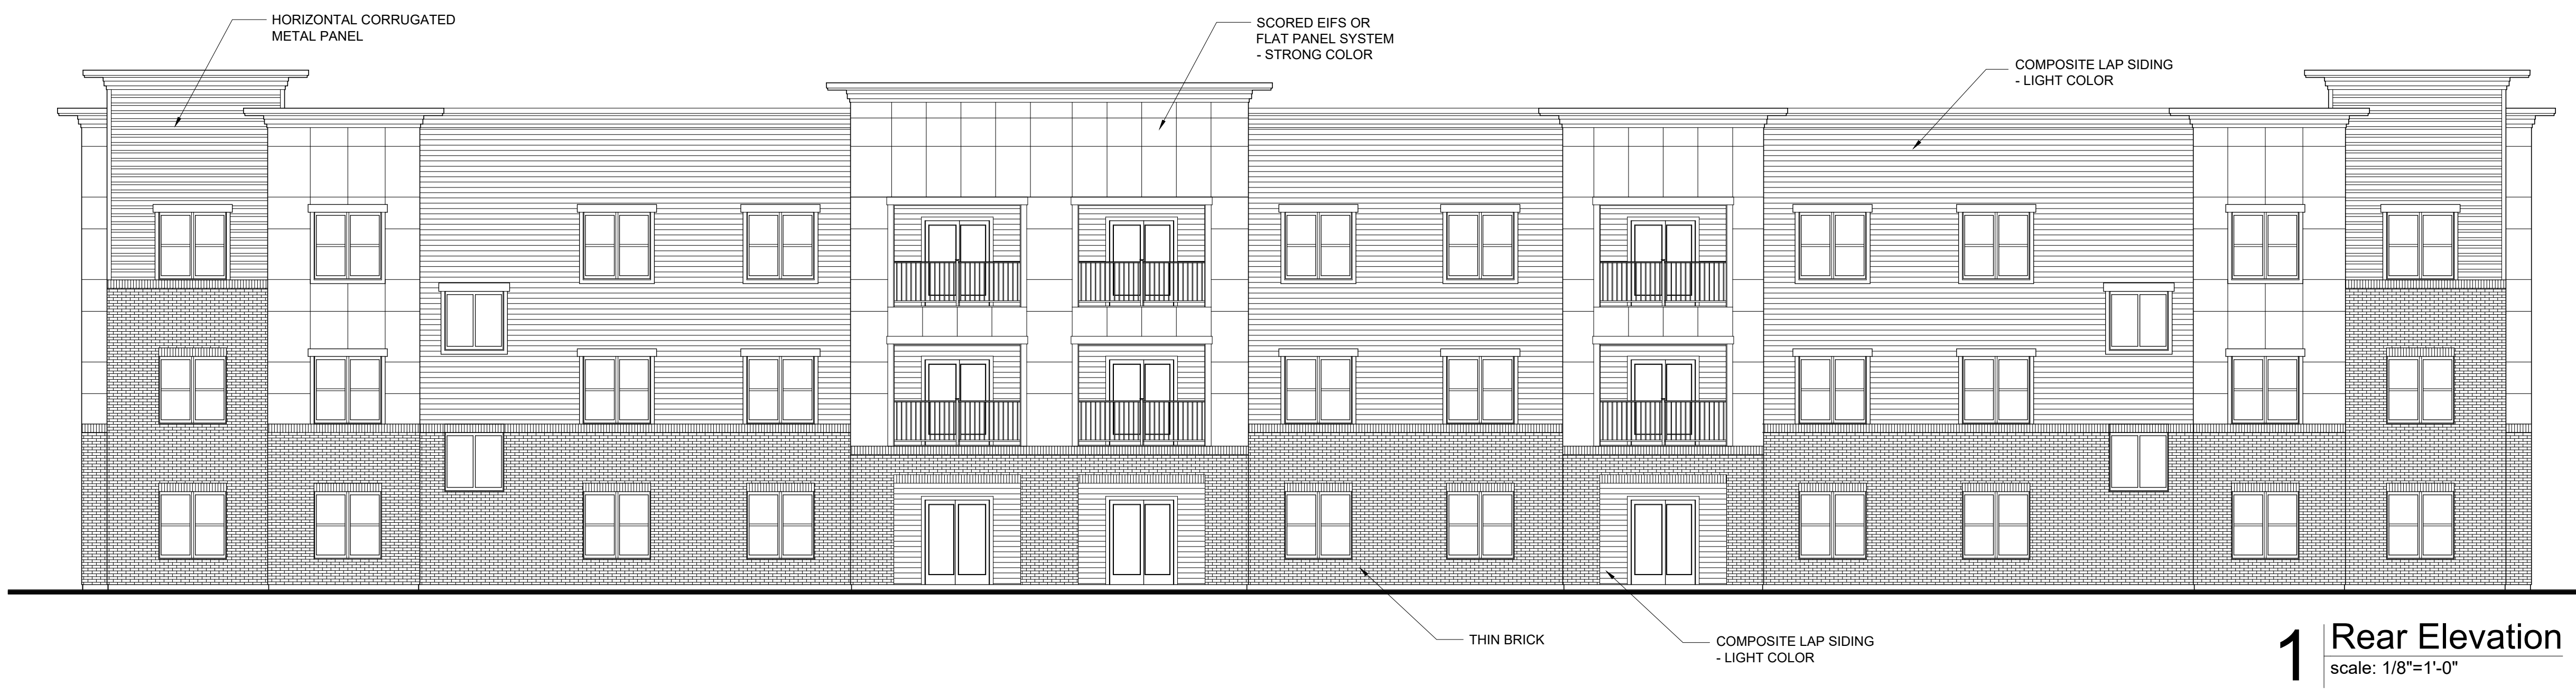 HORIZONTAL CORRUGATED
METAL PANEL
SCORED EIFS OR
FLAT PANEL SYSTEM
- STRONG COLOR
COMPOSITE LAP SIDING
- LIGHT COLOR
THIN BRICK
COMPOSITE LAP SIDING
- LIGHT COLOR
1
Rear Elevation
scale: 1/8"=1'-0"